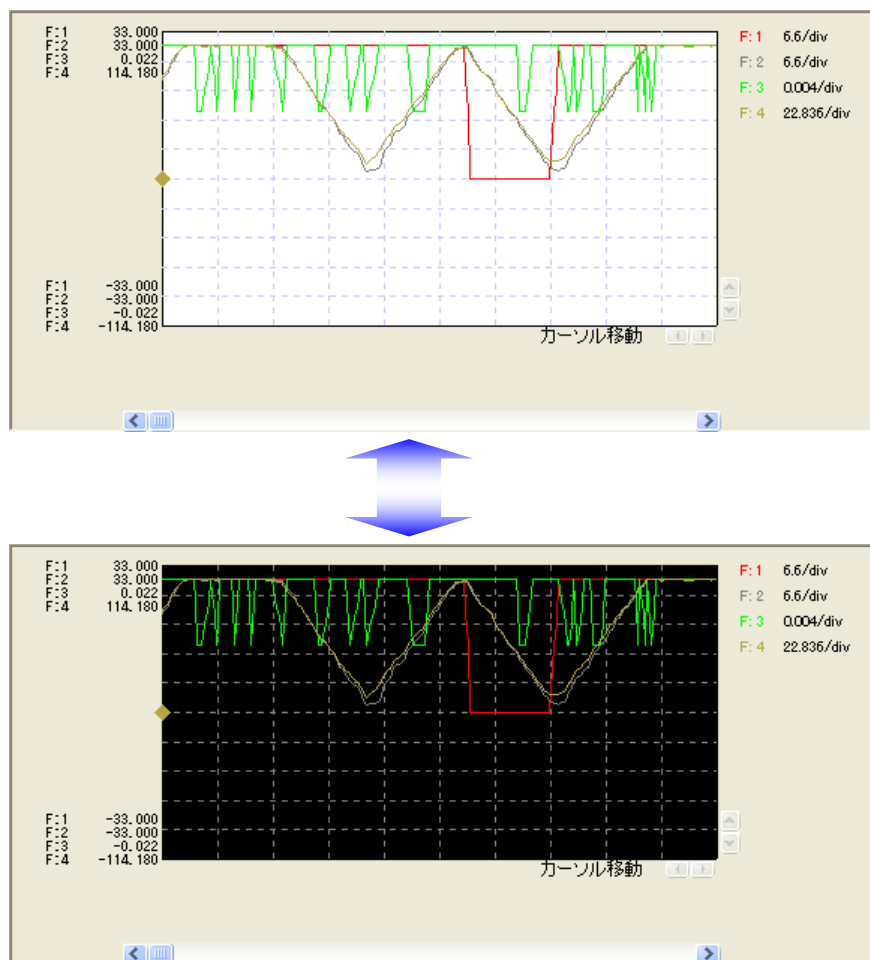 F:1 33.000
F:2 33.000
F:3 0.022
F:4 114.180
F: 1 6.6/div
F: 2 6.6/div
F: 3 0.004/div
F: 4 22.836/div
F:1 -33.000
F:2 -33.000
F:3 -0.022
F:4 -114.180
カーソル移動
F:1 33.000
F:2 33.000
F:3 0.022
F:4 114.180
F: 1 6.6/div
F: 2 6.6/div
F: 3 0.004/div
F: 4 22.836/div
F:1 -33.000
F:2 -33.000
F:3 -0.022
F:4 -114.180
カーソル移動